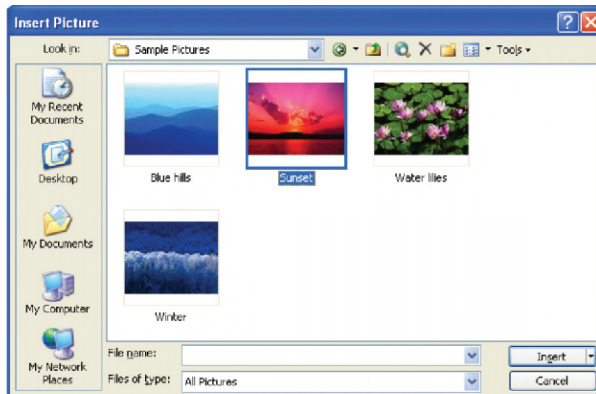 Insert Picture
Look in:
Sample Pictures
Tools
My Recent
Documents
Desktop
My Documents
My Computer
My Network
Places
Blue hills
Sunset
Water lilies
Winter
File name:
Insert
Files of type:
All Pictures
Cancel